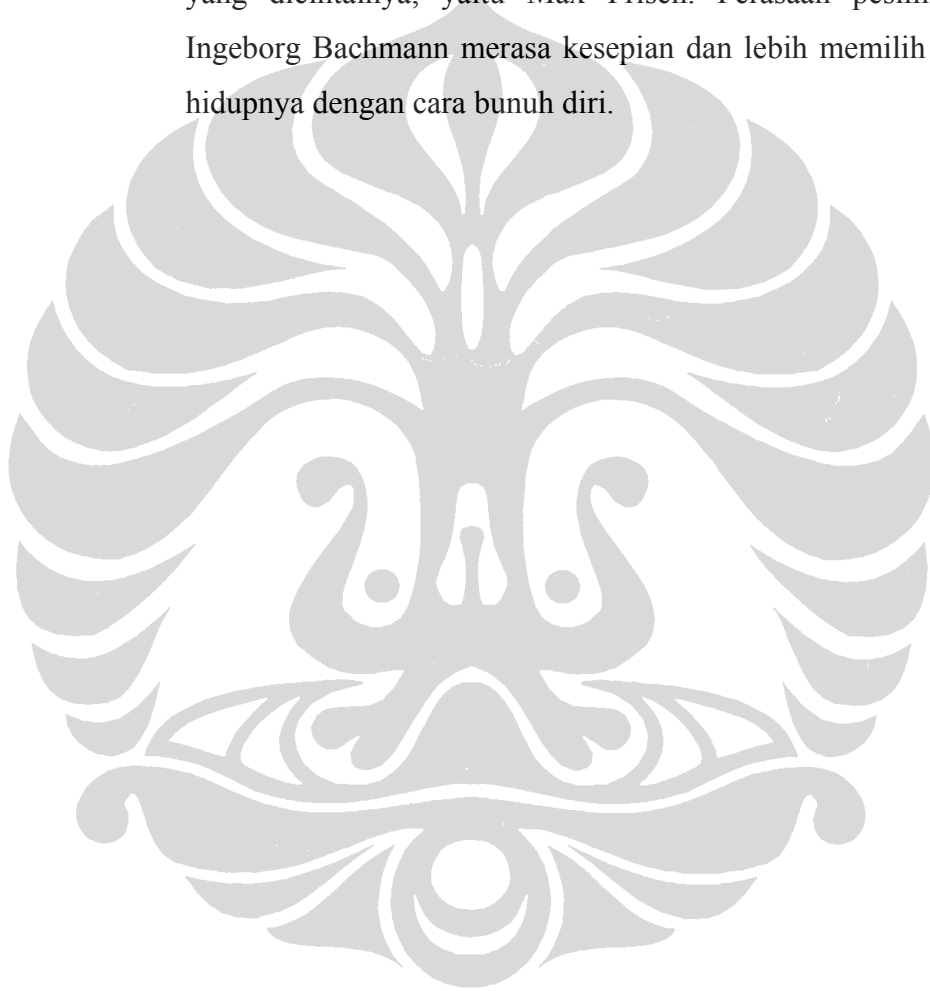 yang dicintainya, yaitu Max Frisch. Perasaan
Ingeborg Bachmann merasa kesepian dan lebih memilih
hidupnya dengan cara bunuh diri.